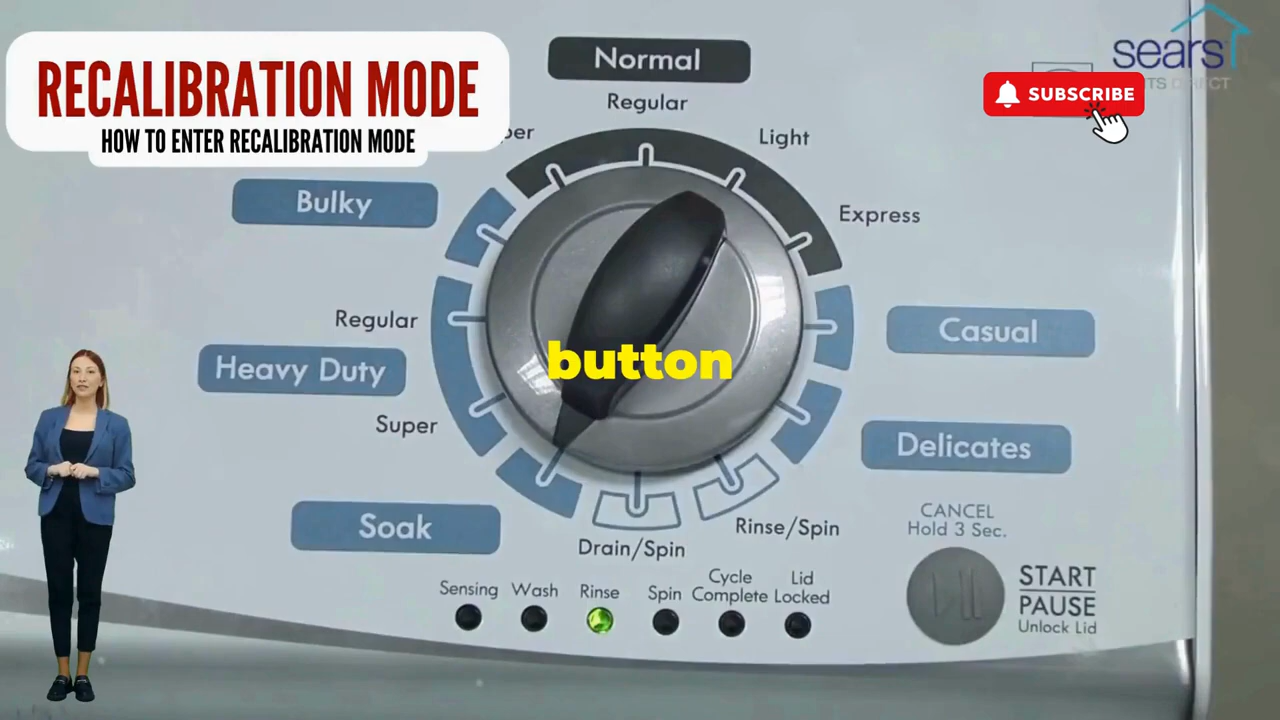 RECALIBRATION MODE
HOW TO ENTER RECALIBRATION MODE
Normal
Regular
sears
SUBSCRIBE
Light
Express
Bulky
Regular
Heavy Duty
Super
Casual
button
Delicates
Soak
Drain/Spin
Rinse/Spin
CANCEL
Hold 3 Sec.
Sensing
Wash
Rinse
Spin
Cycle
Complete
Lid
Locked
START
PAUSE
Unlock Lid